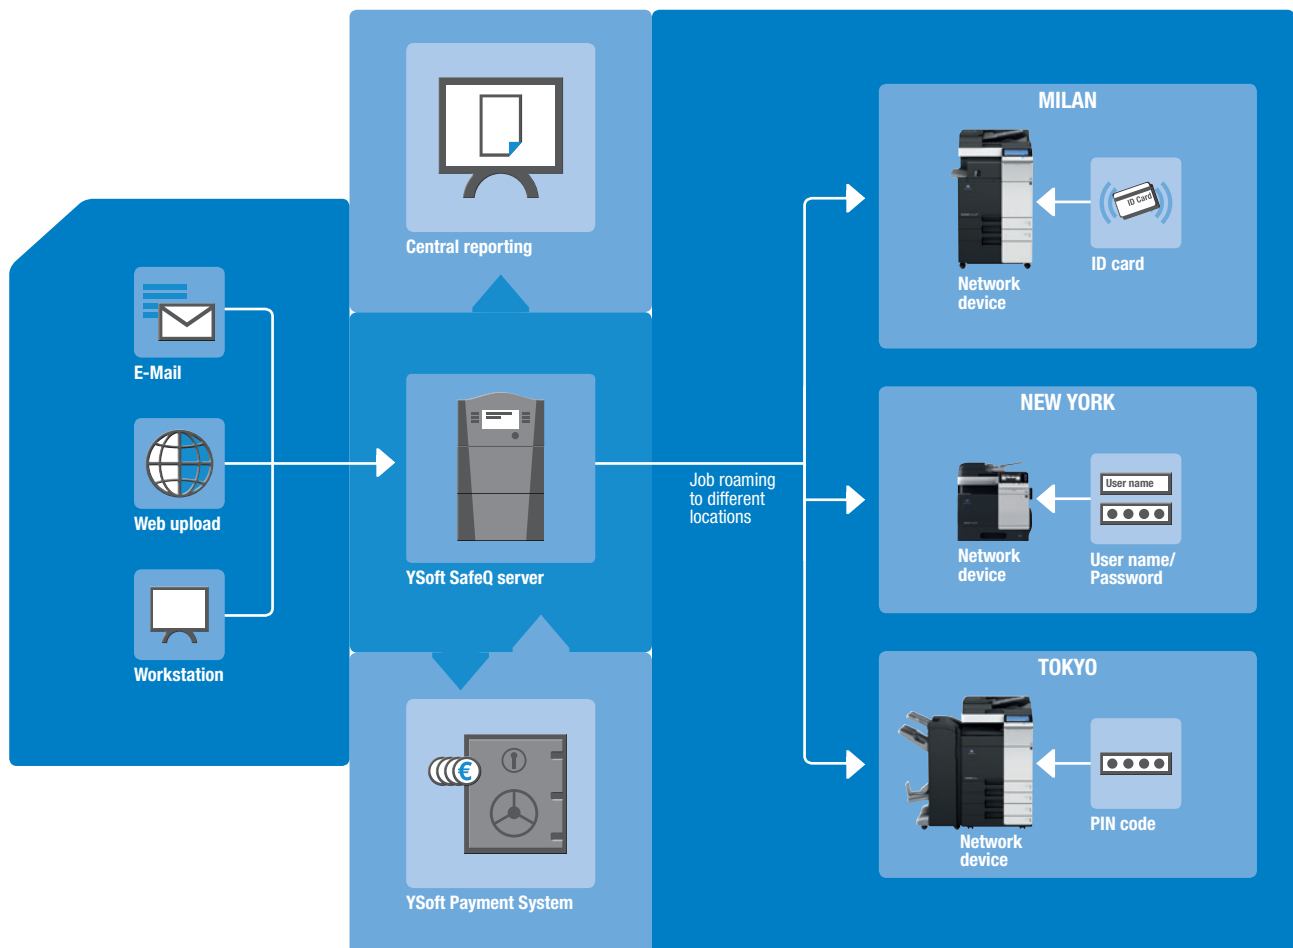 Central reporting
E-Mail
Web upload
Workstation
YSoft SafeQ server
€
YSoft Payment System
Job roaming
to different
locations
MILAN
Network
device
ID Card
ID card
NEW YORK
Network
device
User name
User name/
Password
TOKYO
Network
device
PIN code